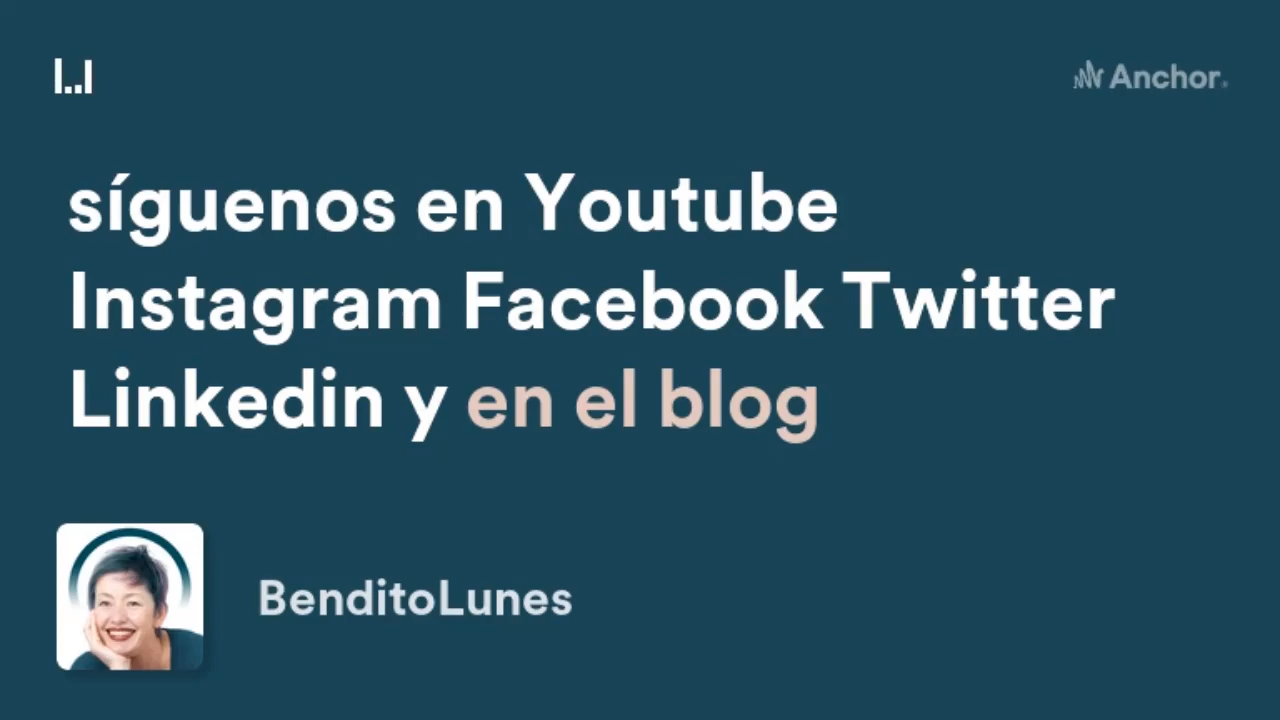 Anchor
síguenos en Youtube
Instagram Facebook Twitter
Linkedin y en el blog
BenditoLunes